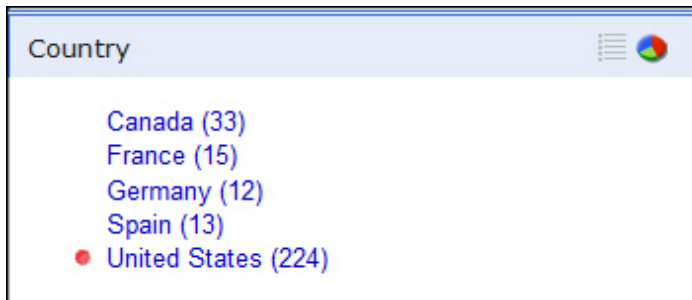 Country
Canada (33)
France (15)
Germany (12)
Spain (13)
United States (224)